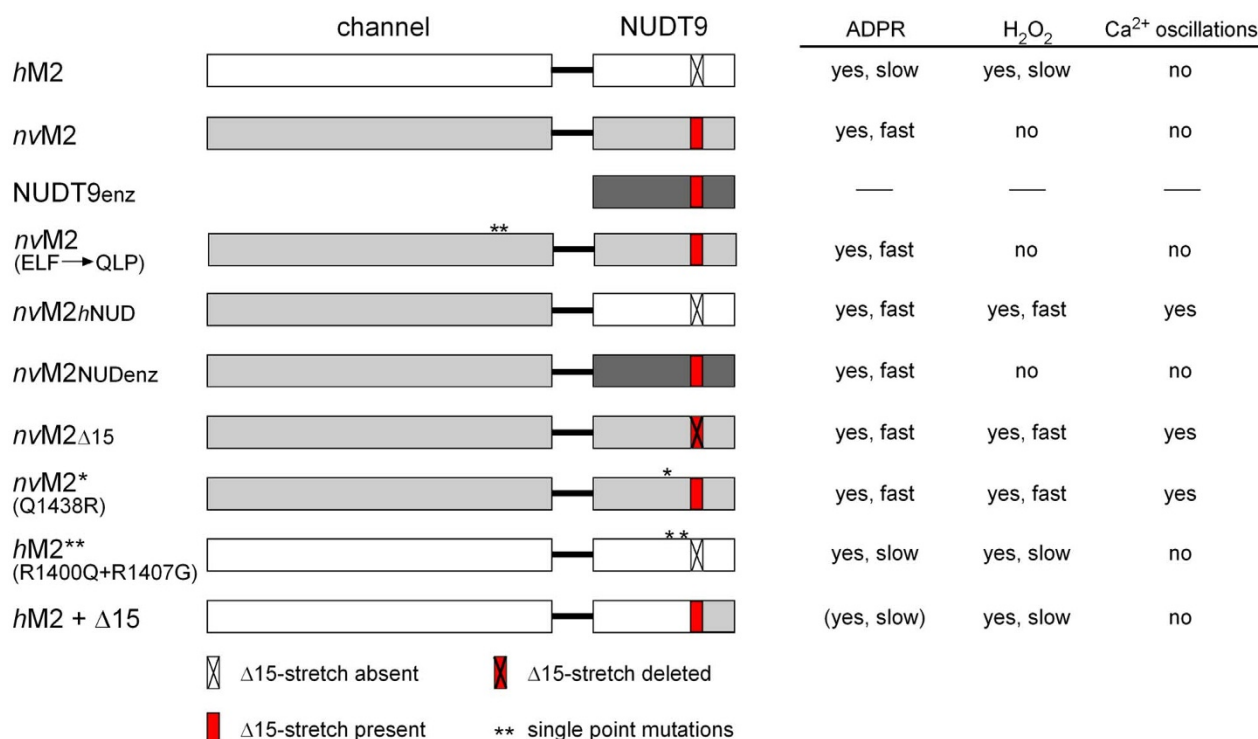 channel NUDT9 ADPR H₂O₂ Ca²⁺ oscillations
hM2 yes, slow yes, slow no
nvM2 yes, fast no no
NUDT9enz — — —
**
nvM2 yes, fast no no
(ELF→QLP)
nvM2hNUD yes, fast yes, fast yes
nvM2NUDenz yes, fast no no
nvM2Δ15 yes, fast yes, fast yes
*
nvM2* yes, fast yes, fast yes
(Q1438R)
* *
hM2** yes, slow yes, slow no
(R1400Q+R1407G)
hM2 + Δ15 (yes, slow) yes, slow no
Δ15-stretch absent Δ15-stretch deleted
Δ15-stretch present ** single point mutations